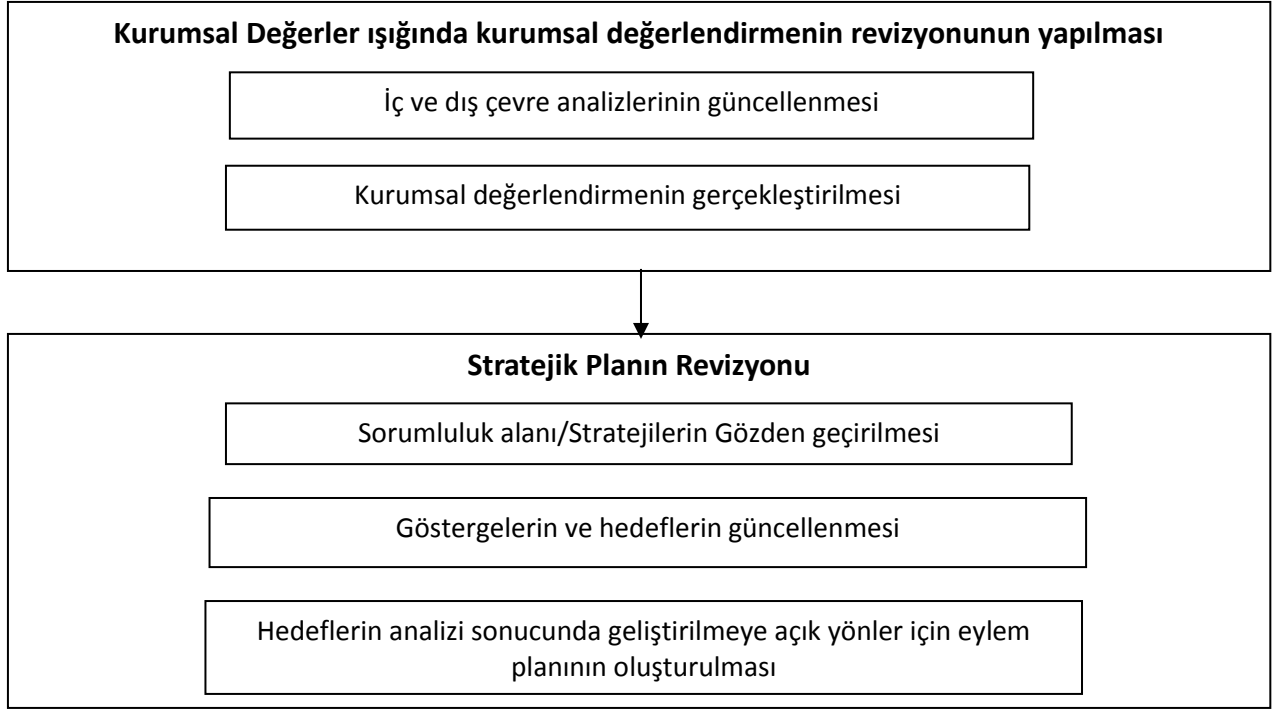 Kurumsal Değerler ışığında kurumsal değerlendirmenin revizyonunun yapılması
İç ve dış çevre analizlerinin güncellenmesi
Kurumsal değerlendirmenin gerçekleştirilmesi
Stratejik Planın Revizyonu
Sorumluluk alanı/Stratejilerin Gözden geçirilmesi
Göstergelerin ve hedeflerin güncellenmesi
Hedeflerin analizi sonucunda geliştirilmeye açık yönler için eylem
planının oluşturulması